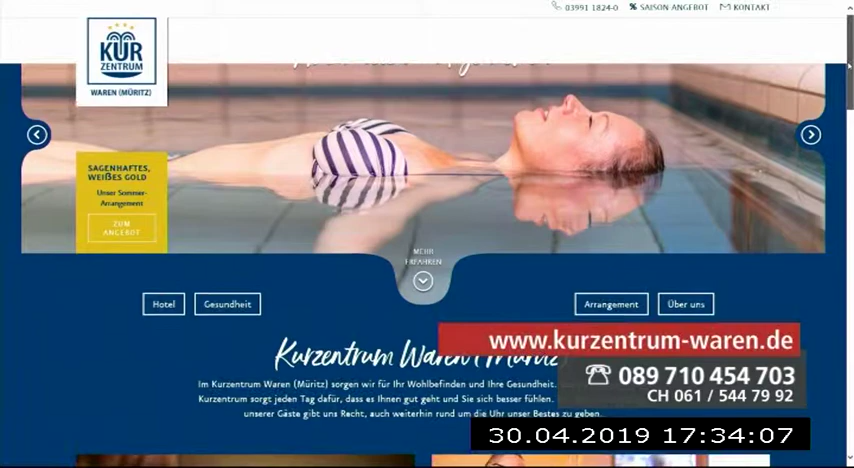 03991 1824-0 SAISON-ANGEBOT KONTAKT
KUR
ZENTRUM
WAREN (MÜRITZ)
SAGENHAFTES,
WEIẞES GOLD
Unser Sommer-
Arrangement
ZUM
ANGEBOT
MEHR
ERFAHREN
Hotel Gesundheit Arrangement Über uns
Kurzentrum Waren (Müritz)
www.kurzentrum-waren.de
Im Kurzentrum Waren (Müritz) sorgen wir für Ihr Wohlbefinden und Ihre Gesundheit.
Kurzentrum sorgt jeden Tag dafür, dass es Ihnen gut geht und Sie sich besser fühlen.
unserer Gäste gibt uns Recht, auch weiterhin rund um die Uhr unser Bestes zu geben.
089 710 454 703
CH 061 / 544 79 92
30.04.2019 17:34:07